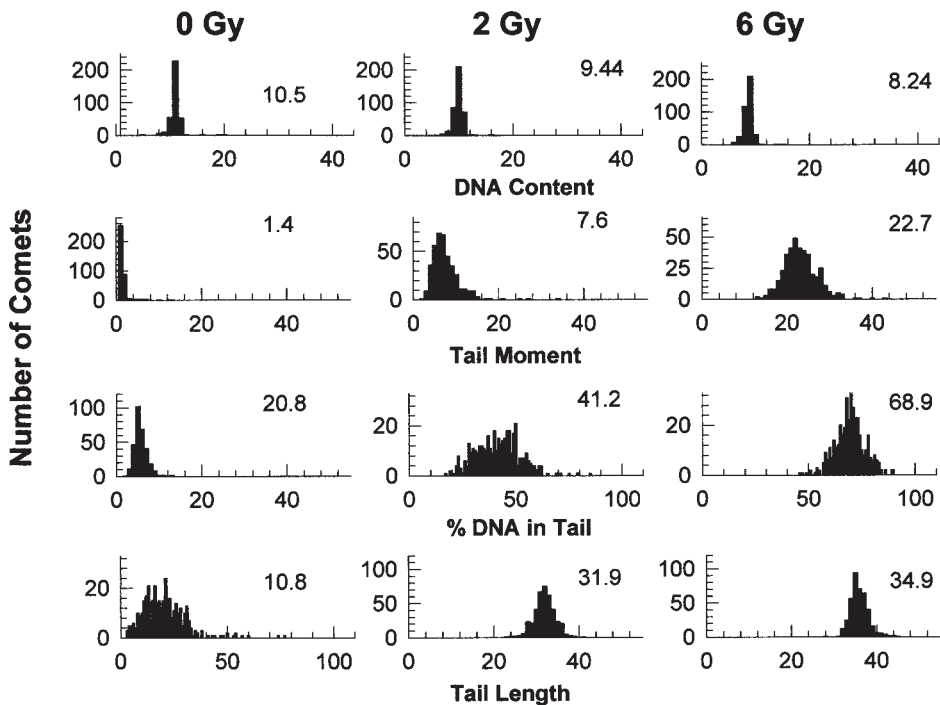 0 Gy 2 Gy 6 Gy
200 100 0 10.5 0 20 40
200 100 0 9.44 0 20 40
200 100 0 8.24 0 20 40
DNA Content
200 100 0 1.4 0 20 40
50 0 7.6 0 20 40
50 25 0 22.7 0 20 40
Tail Moment
Number of Comets
100 50 0 20.8 0 20 40
20 0 41.2 0 50 100
20 0 68.9 0 50 100
% DNA in Tail
20 0 10.8 0 50 100
100 50 0 31.9 0 20 40
100 50 0 34.9 0 20 40
Tail Length